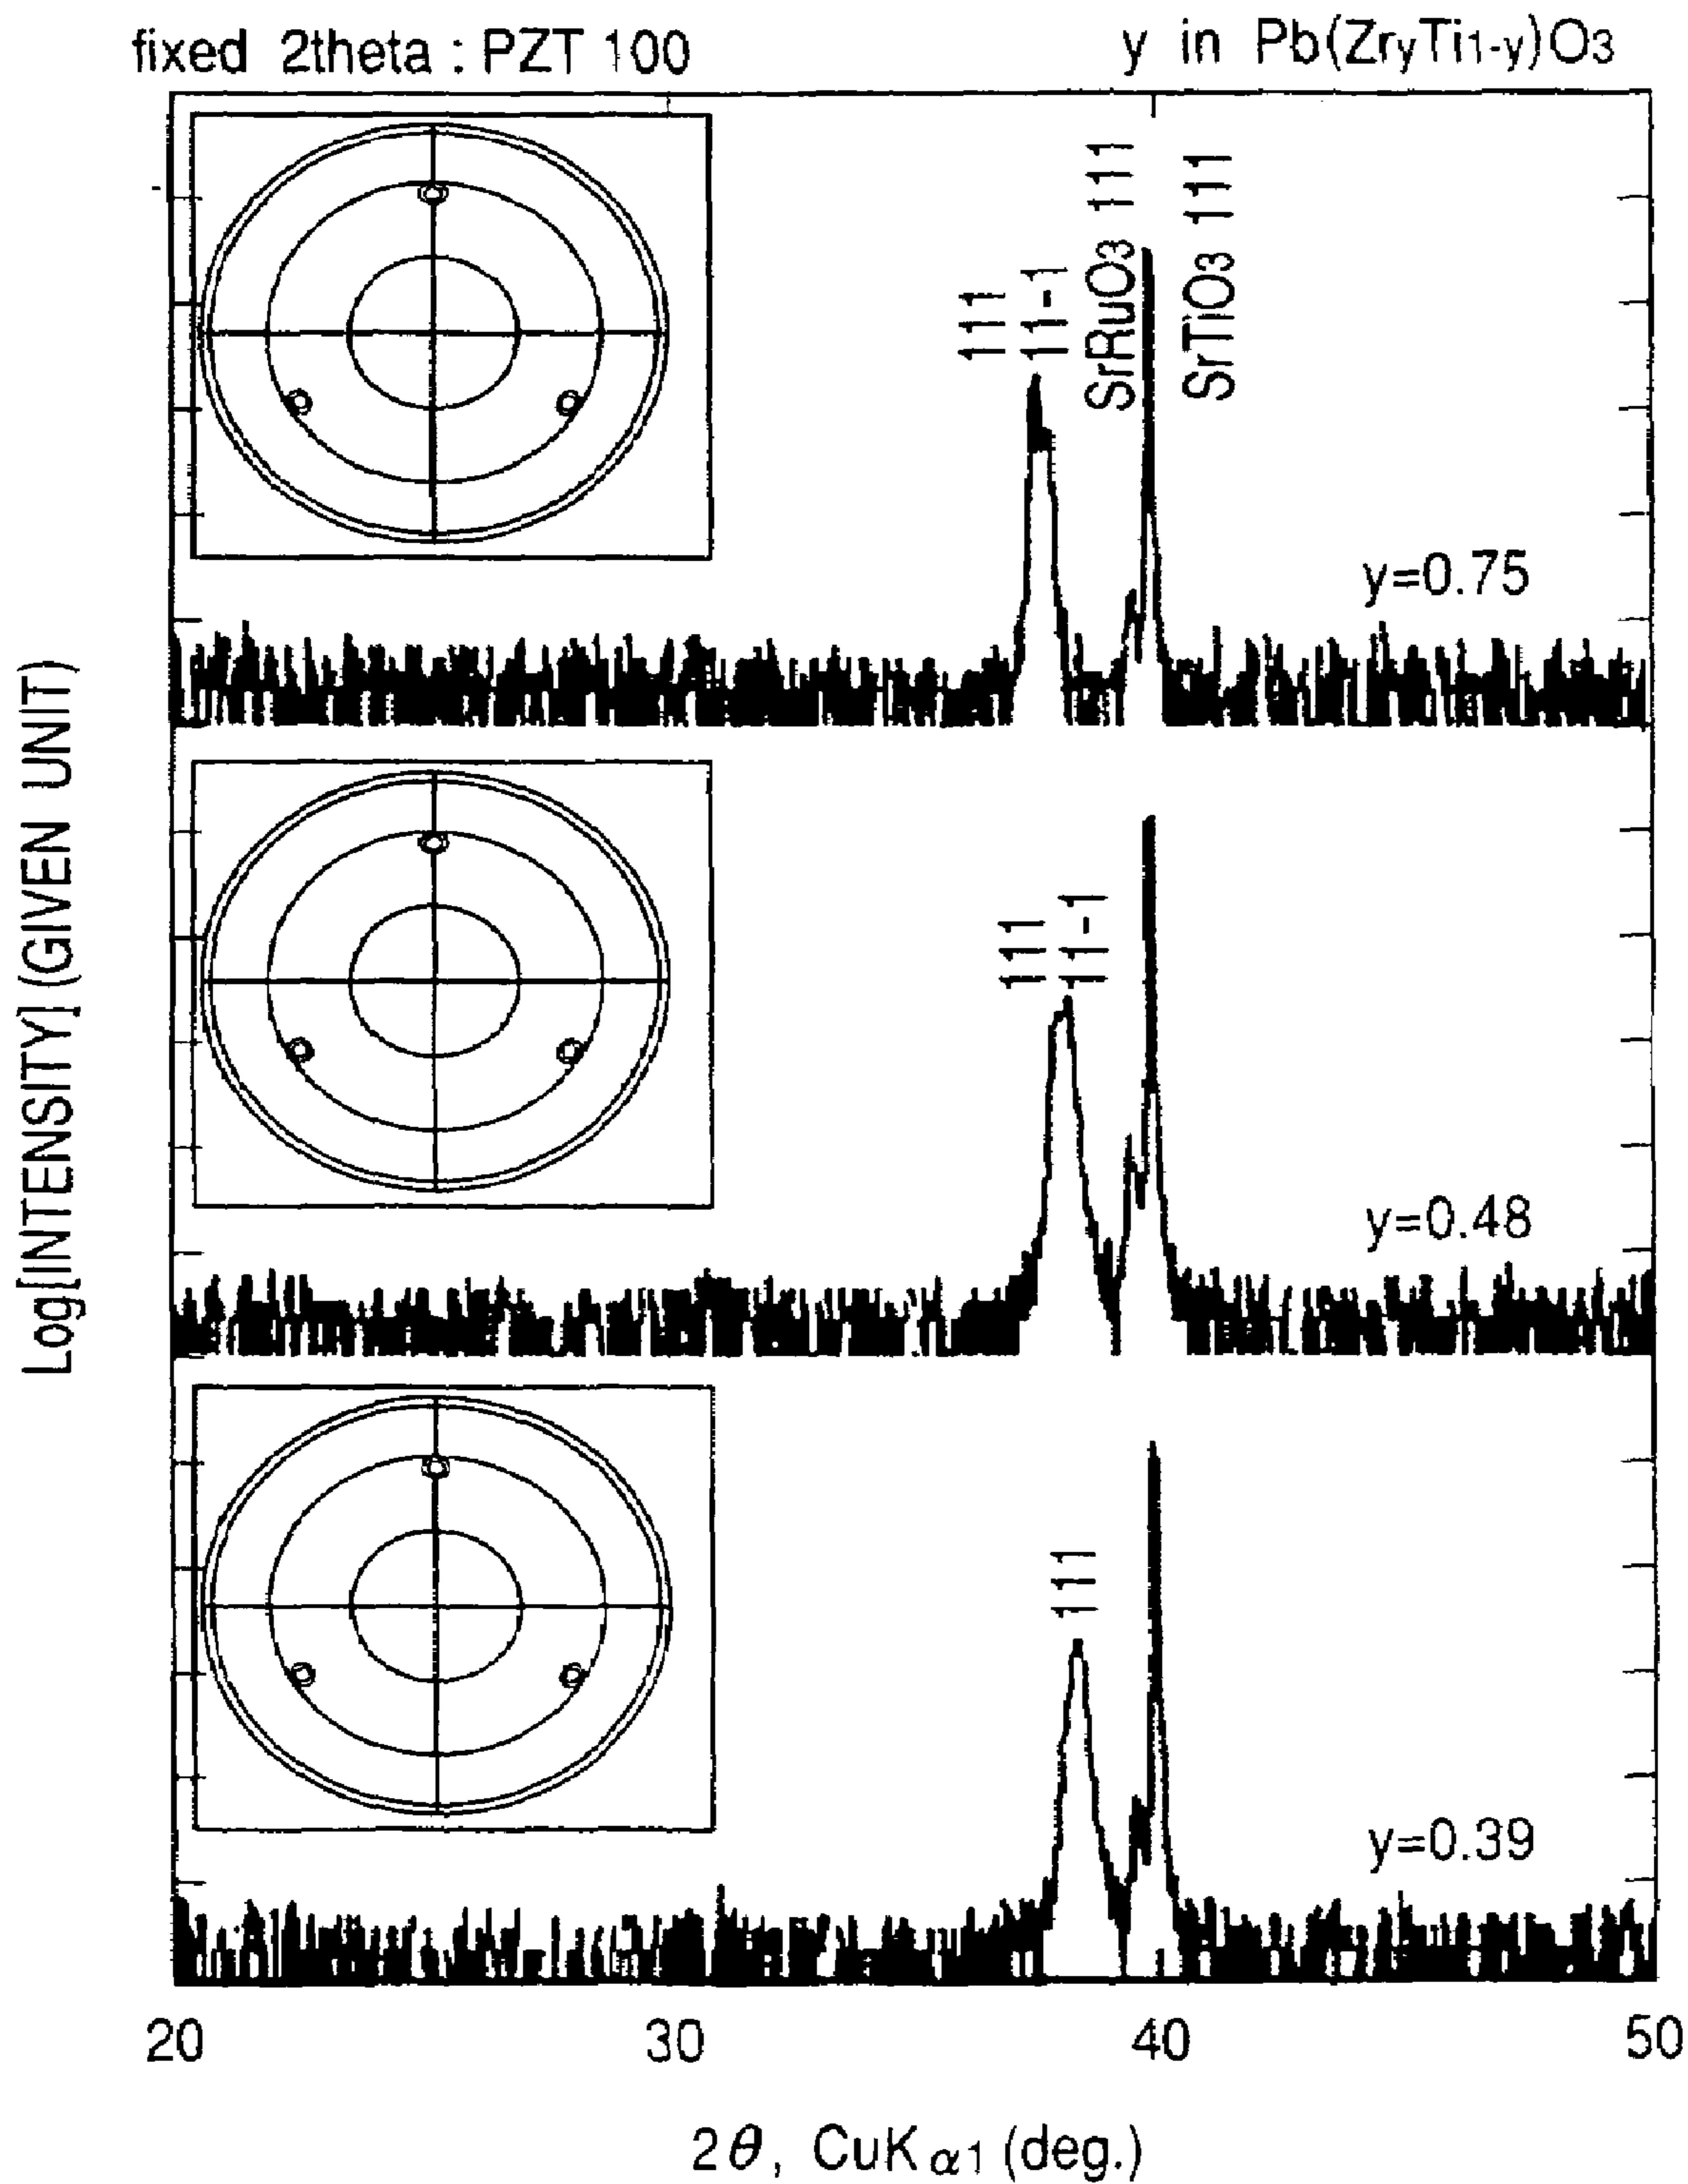 fixed 2theta : PZT 100
y in Pb(ZryTi1-y)O3
111
11-1
SrRuO3 111
SrTiO3 111
y=0.75
Log[INTENSITY] (GIVEN UNIT)
111
11-1
y=0.48
111
y=0.39
20 30 40 50
2θ, CuKα1 (deg.)